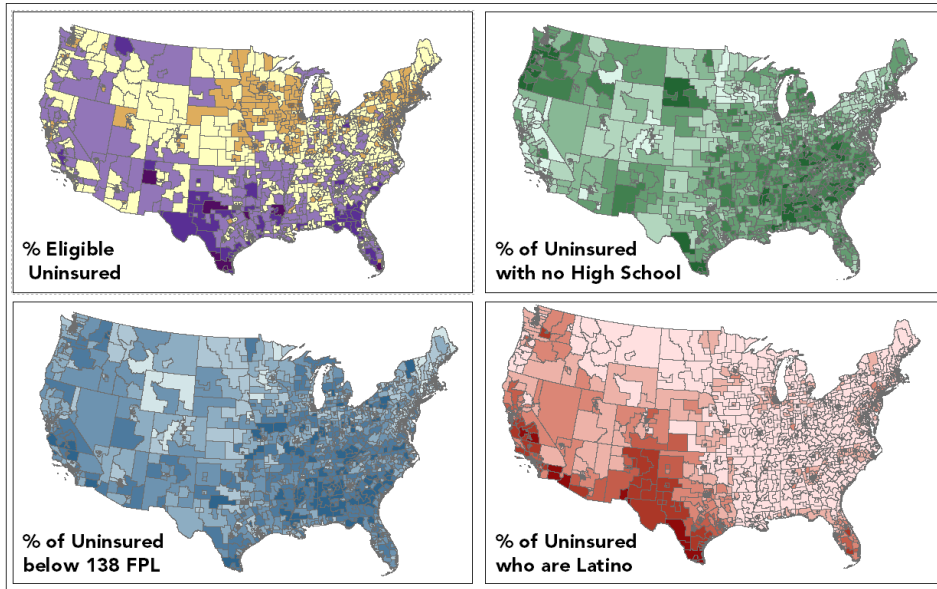 % Eligible
Uninsured
% of Uninsured
with no High School
% of Uninsured
below 138 FPL
% of Uninsured
who are Latino